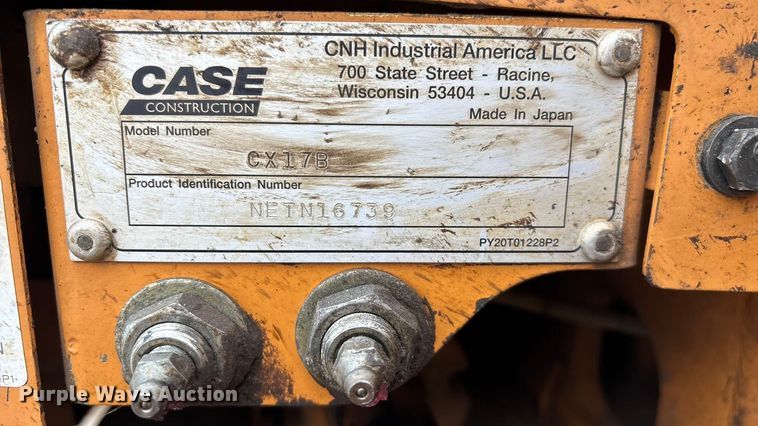 CNH Industrial America LLC
700 State Street - Racine,
Wisconsin 53404 - U.S.A.
CASE
CONSTRUCTION
Made In Japan
Model Number
CX17B
Product Identification Number
NETN16739
PY20T01228P2
Purple Wave Auction